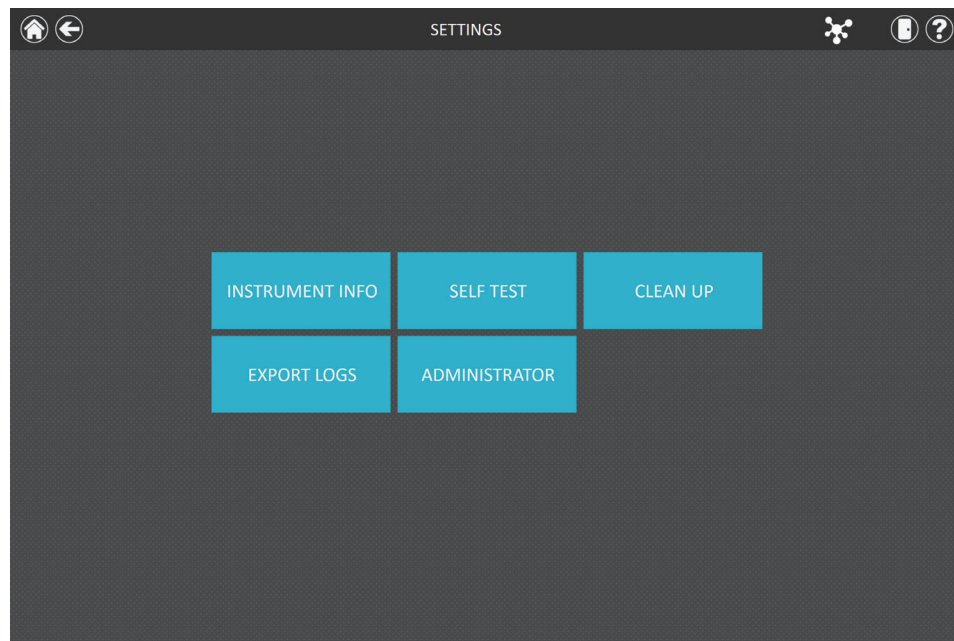 SETTINGS
INSTRUMENT INFO
SELF TEST
CLEAN UP
EXPORT LOGS
ADMINISTRATOR